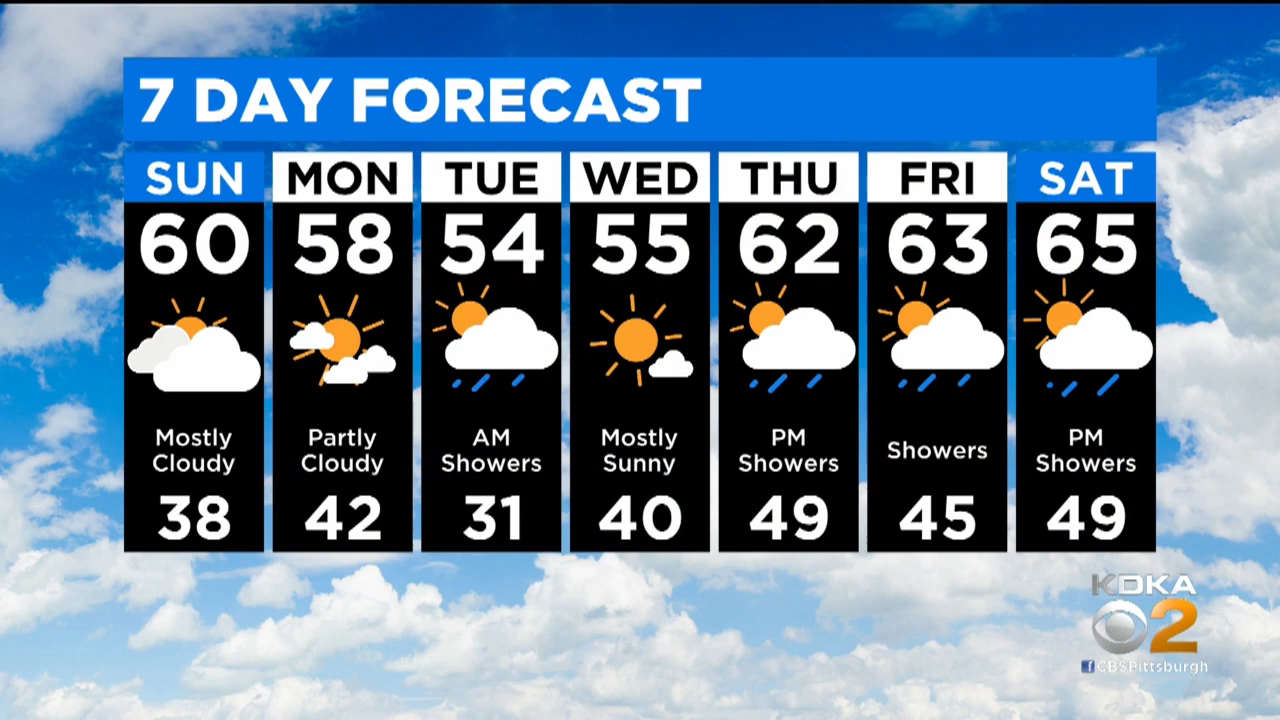 7 DAY FORECAST
SUN MON TUE WED THU FRI SAT
60 58 54 55 62 63 65
Mostly Cloudy
Partly Cloudy
AM Showers
Mostly Sunny
PM Showers
Showers
PM Showers
38 42 31 40 49 45 49
KDKA
2
f CBSPittsburgh